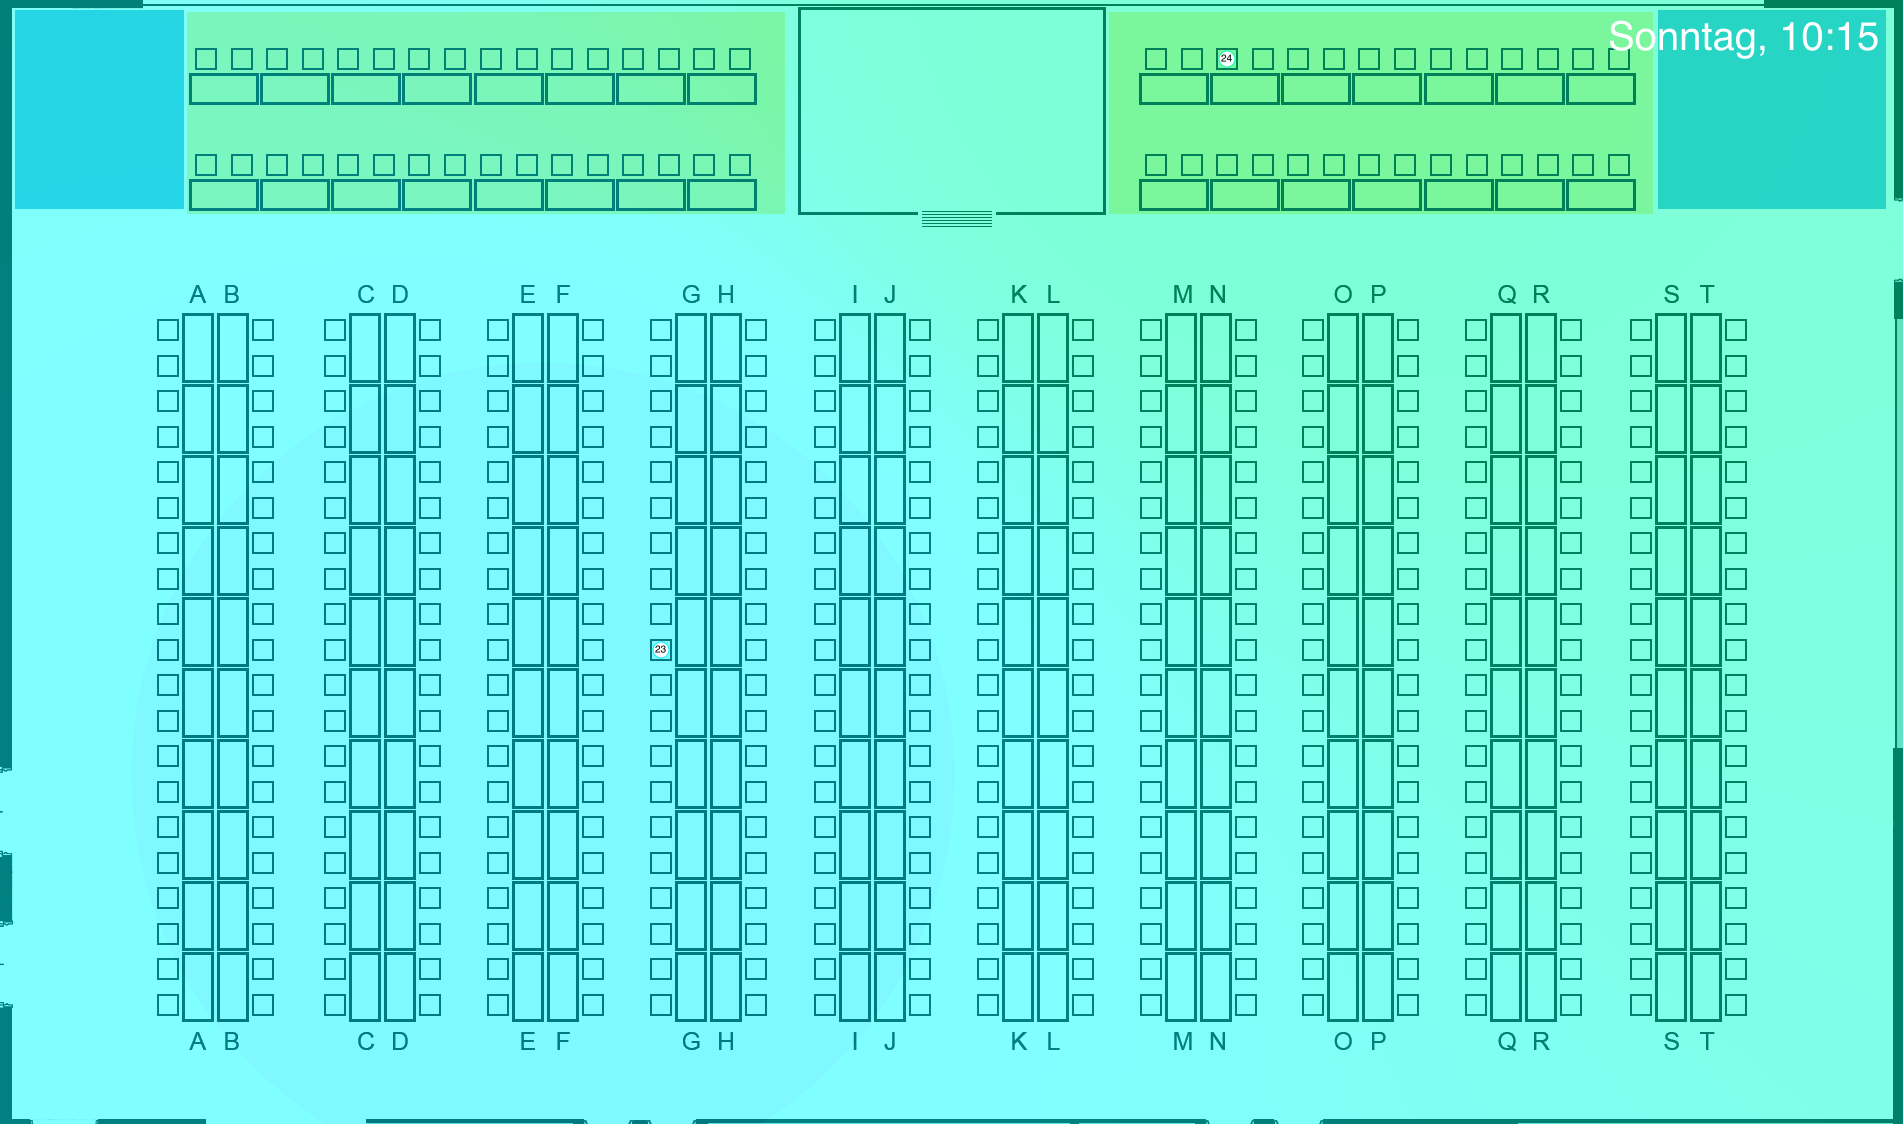 Sonntag, 10:15
24
A B C D E F G H I J K L M N O P Q R S T
23
A B C D E F G H I J K L M N O P Q R S T